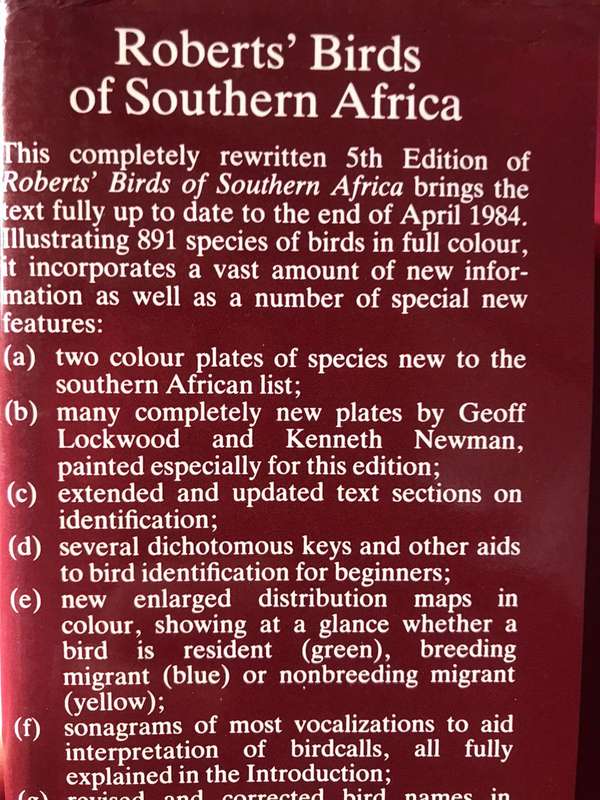 Roberts' Birds
of Southern Africa
This completely rewritten 5th Edition of
Roberts' Birds of Southern Africa brings the
text fully up to date to the end of April 1984.
Illustrating 891 species of birds in full colour,
it incorporates a vast amount of new infor-
mation as well as a number of special new
features:
(a) two colour plates of species new to the
southern African list;
(b) many completely new plates by Geoff
Lockwood and Kenneth Newman,
painted especially for this edition;
(c) extended and updated text sections on
identification;
(d) several dichotomous keys and other aids
to bird identification for beginners;
(e) new enlarged distribution maps in
colour, showing at a glance whether a
bird is resident (green), breeding
migrant (blue) or nonbreeding migrant
(yellow);
(f) sonagrams of most vocalizations to aid
interpretation of birdcalls, all fully
explained in the Introduction;
(g) revised and corrected bird names in